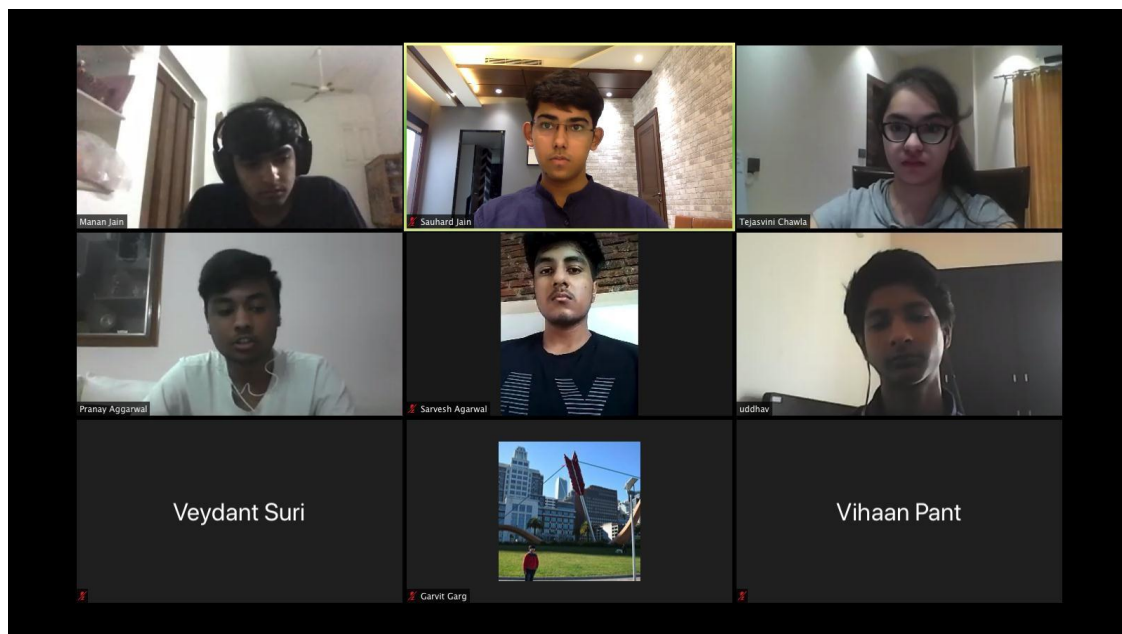 Manan Jain
Sauhard Jain
Tejasvini Chawla
Pranay Aggarwal
Sarvesh Agarwal
uddhav
Veydant Suri
Garvit Garg
Vihaan Pant